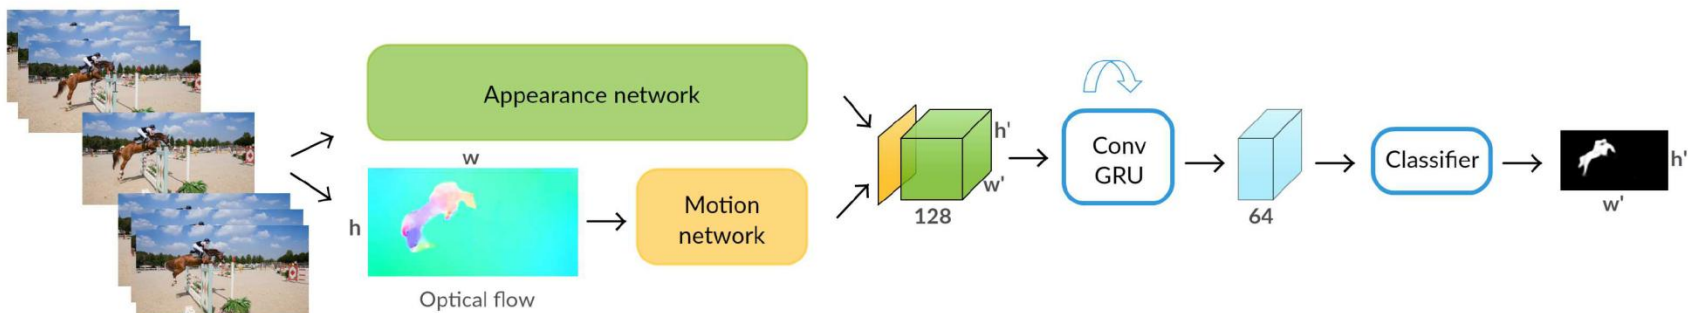 Appearance network
w
h
Optical flow
Motion
network
h'
w'
128
Conv
GRU
64
Classifier
h'
w'